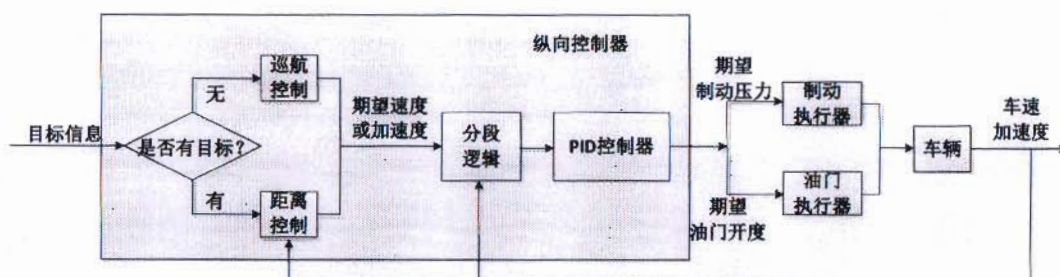 纵向控制器
巡航
控制
无
目标信息
是否有目标？
有
距离
控制
期望速度
或加速度
分段
逻辑
PID控制器
期望
制动压力
制动
执行器
期望
油门开度
油门
执行器
车辆
车速
加速度